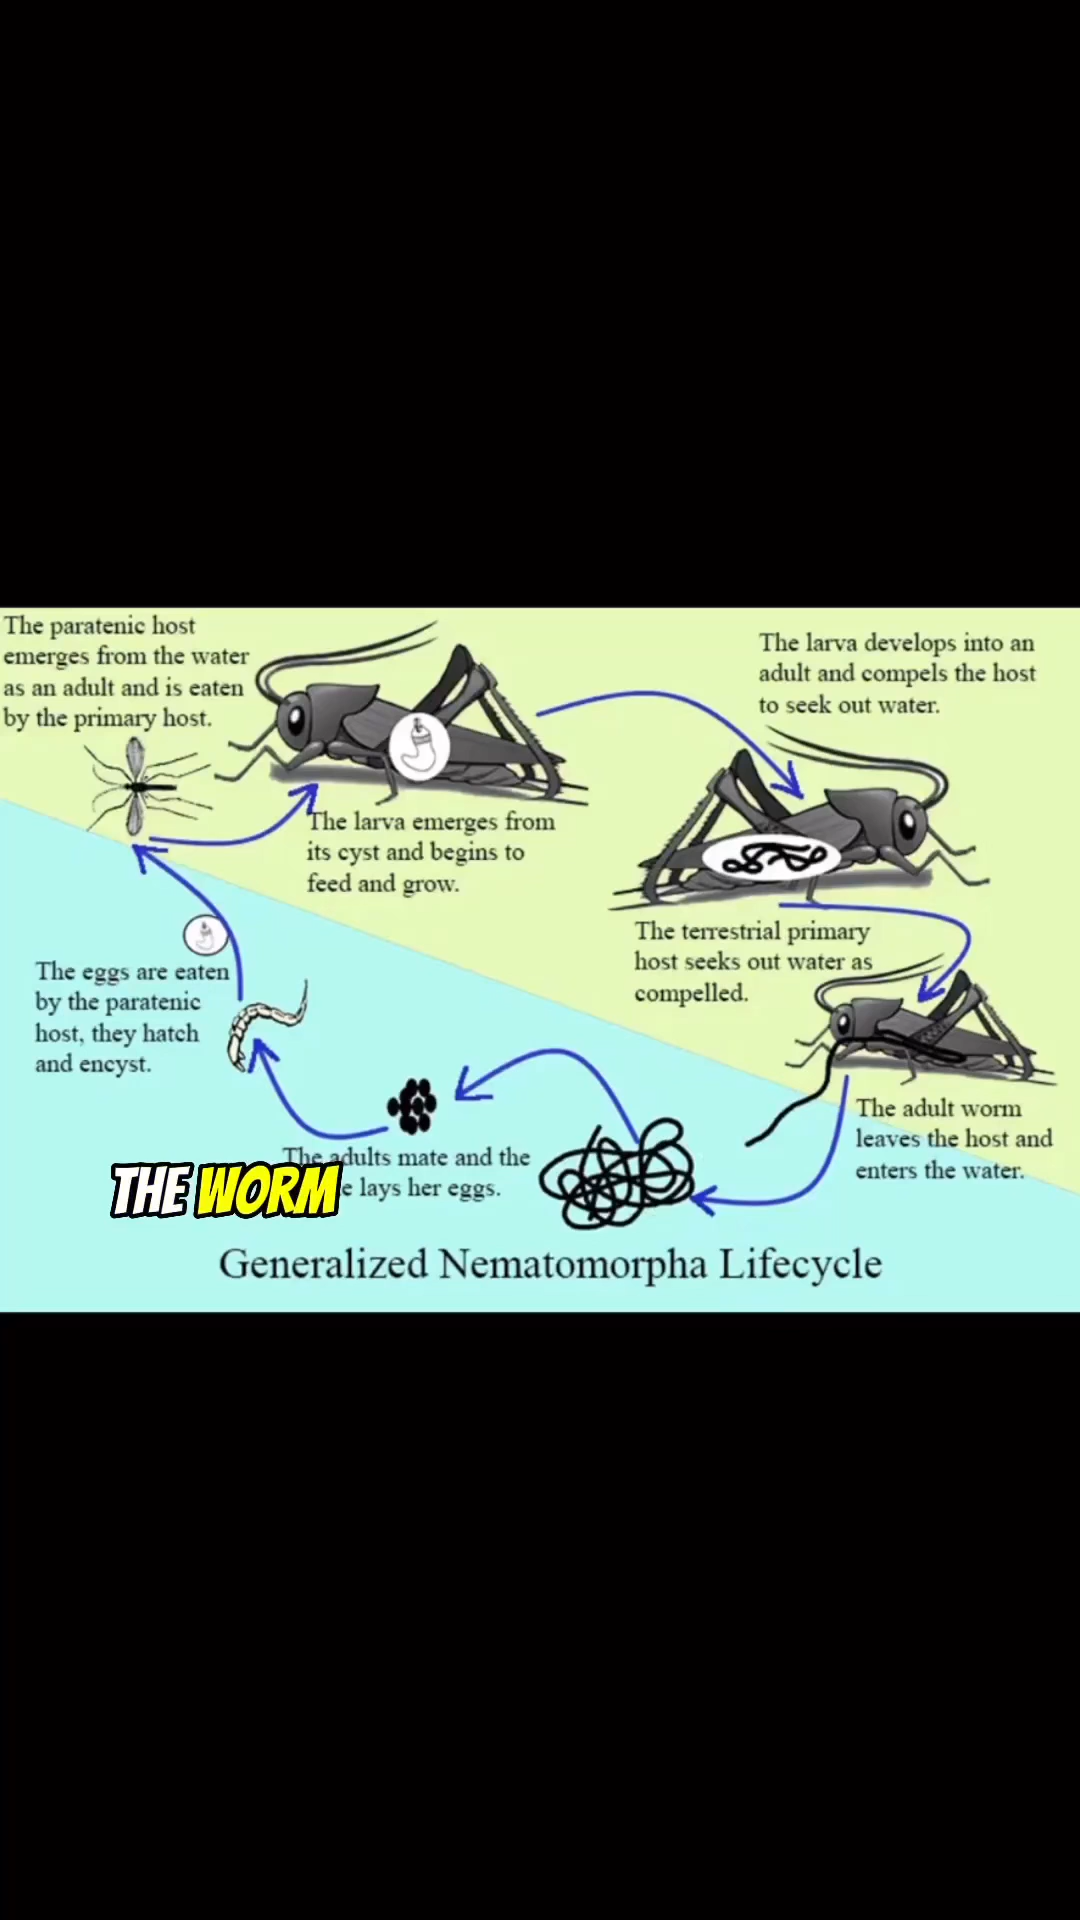 The paratenic host
emerges from the water
as an adult and is eaten
by the primary host.
The larva develops into an
adult and compels the host
to seek out water.
The larva emerges from
its cyst and begins to
feed and grow.
The terrestrial primary
host seeks out water as
compelled.
The eggs are eaten
by the paratenic
host, they hatch
and encyst.
The adult worm
leaves the host and
enters the water.
The adults mate and the
lays her eggs.
THE WORM
Generalized Nematomorpha Lifecycle